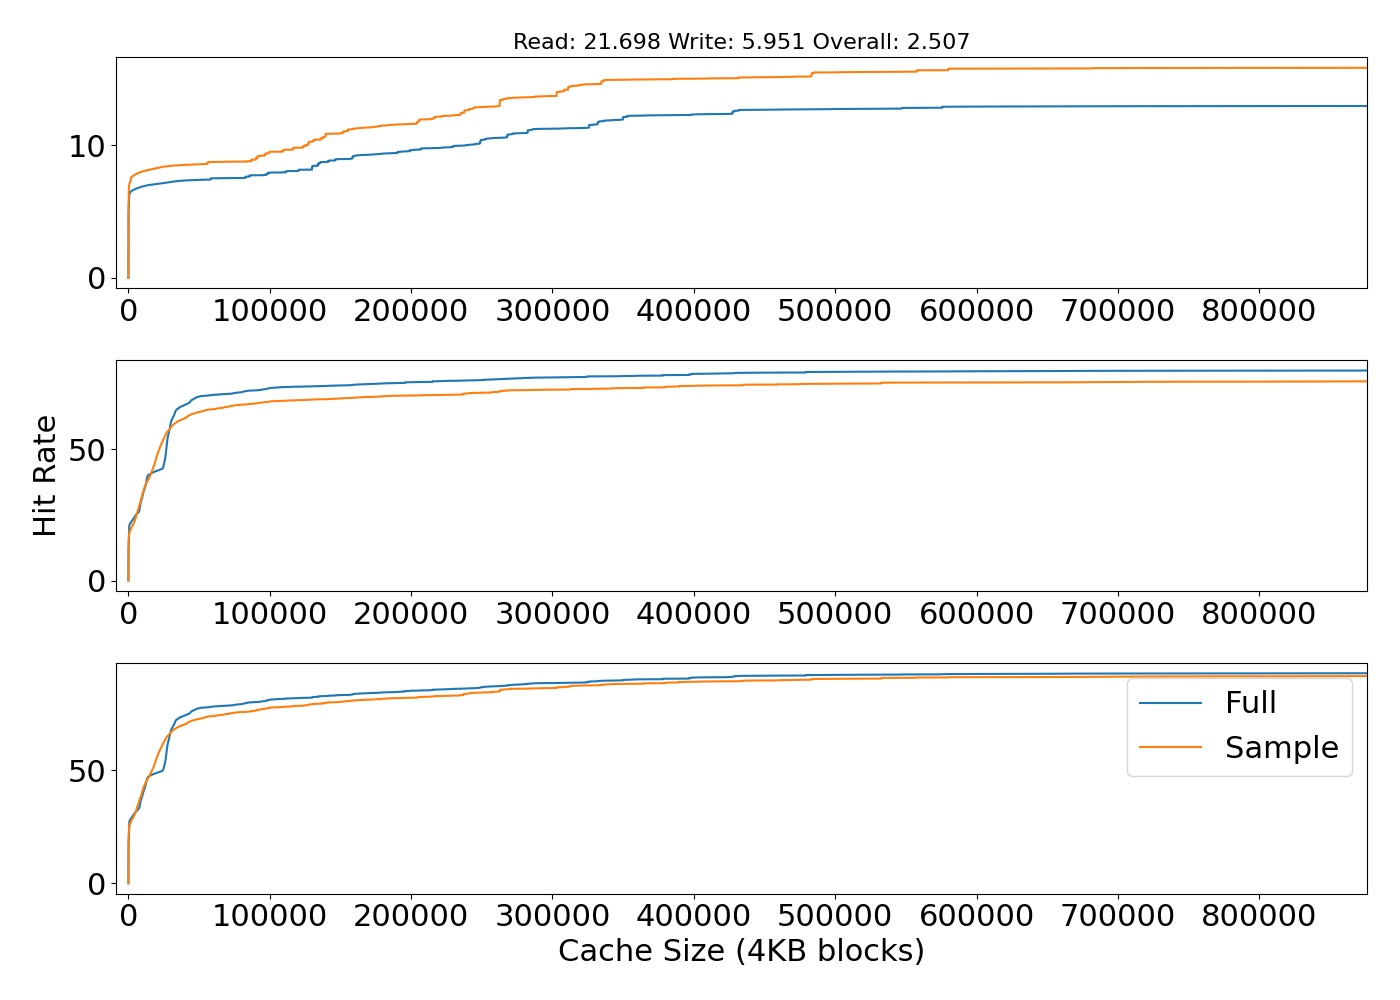 Read: 21.698 Write: 5.951 Overall: 2.507
10
0
0 100000 200000 300000 400000 500000 600000 700000 800000
Hit Rate
50
0
0 100000 200000 300000 400000 500000 600000 700000 800000
50
0
Full
Sample
0 100000 200000 300000 400000 500000 600000 700000 800000
Cache Size (4KB blocks)